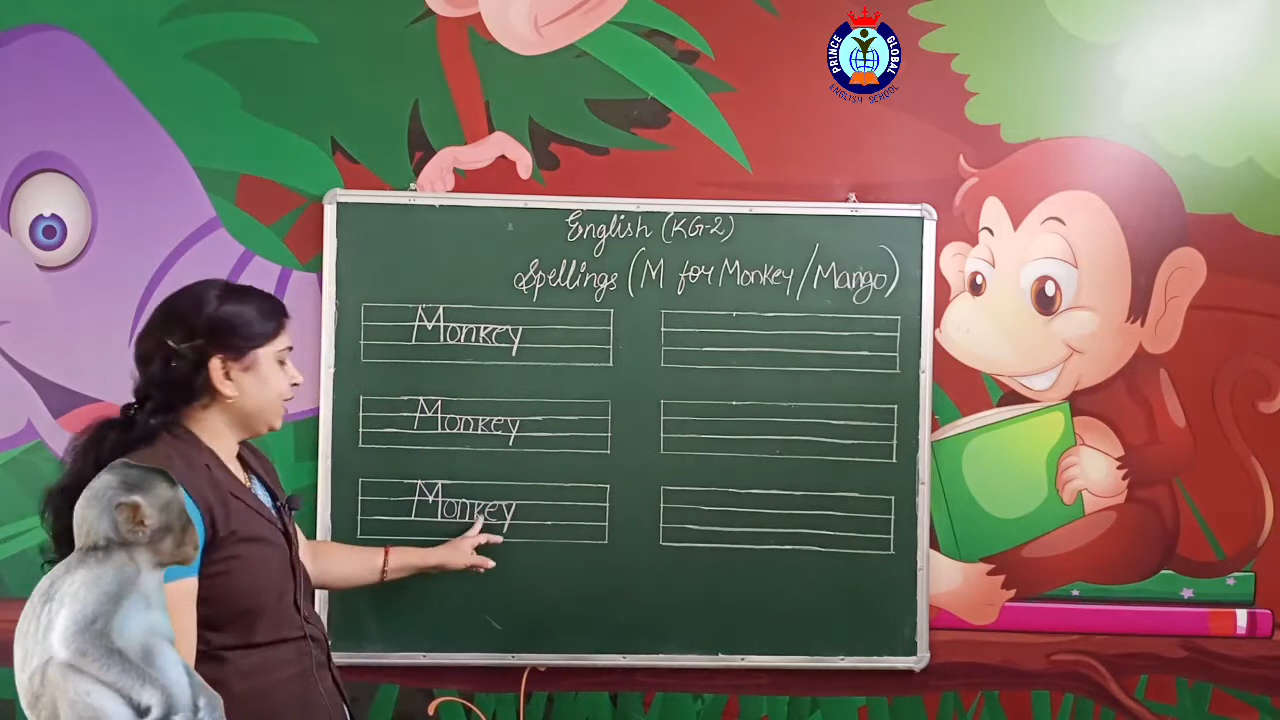 PRINCE GLOBAL
ENGLISH SCHOOL
English (KG-2)
Spellings (M for Monkey/Mango)
Monkey
Monkey
Monkey